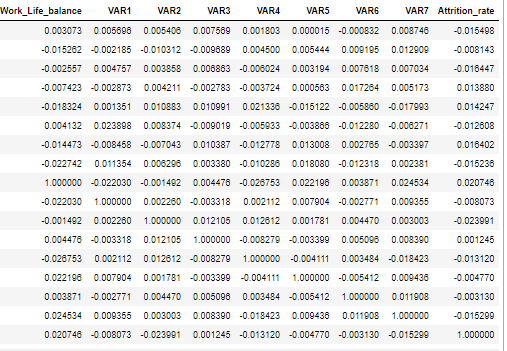 Work_Life_balance VAR1 VAR2 VAR3 VAR4 VAR5 VAR6 VAR7 Attrition_rate
0.003073 0.005696 0.005406 0.007569 0.001803 0.000015 -0.000832 0.008746 -0.015498
-0.015262 -0.002185 -0.010312 -0.009689 0.004500 0.005444 0.009195 0.012909 -0.008143
-0.002557 0.004757 0.003858 0.006863 -0.006024 0.003194 0.007618 0.007034 -0.016447
-0.007423 -0.002873 0.004211 -0.002783 -0.003724 0.000563 0.017264 0.005173 0.013880
-0.018324 0.001351 0.010883 0.010991 0.021336 -0.015122 -0.005860 -0.017993 0.014247
0.004132 0.023898 0.008374 -0.009019 -0.005933 -0.003866 -0.012280 -0.006271 -0.012608
-0.014473 -0.008458 -0.007043 0.010387 -0.012778 0.013008 0.002765 -0.003397 0.016402
-0.022742 0.011354 0.006296 0.003380 -0.010286 0.018080 -0.012318 0.002381 -0.015236
1.000000 -0.022030 -0.001492 0.004476 -0.026753 0.022196 0.003871 0.024534 0.020746
-0.022030 1.000000 0.002260 -0.003318 0.002112 0.007904 -0.002771 0.009355 -0.008073
-0.001492 0.002260 1.000000 0.012105 0.012612 0.001781 0.004470 0.003003 -0.023991
0.004476 -0.003318 0.012105 1.000000 -0.008279 -0.003399 0.005096 0.008390 0.001245
-0.026753 0.002112 0.012612 -0.008279 1.000000 -0.004111 0.003484 -0.018423 -0.013120
0.022196 0.007904 0.001781 -0.003399 -0.004111 1.000000 -0.005412 0.009436 -0.004770
0.003871 -0.002771 0.004470 0.005096 0.003484 -0.005412 1.000000 0.011908 -0.003130
0.024534 0.009355 0.003003 0.008390 -0.018423 0.009436 0.011908 1.000000 -0.015299
0.020746 -0.008073 -0.023991 0.001245 -0.013120 -0.004770 -0.003130 -0.015299 1.000000